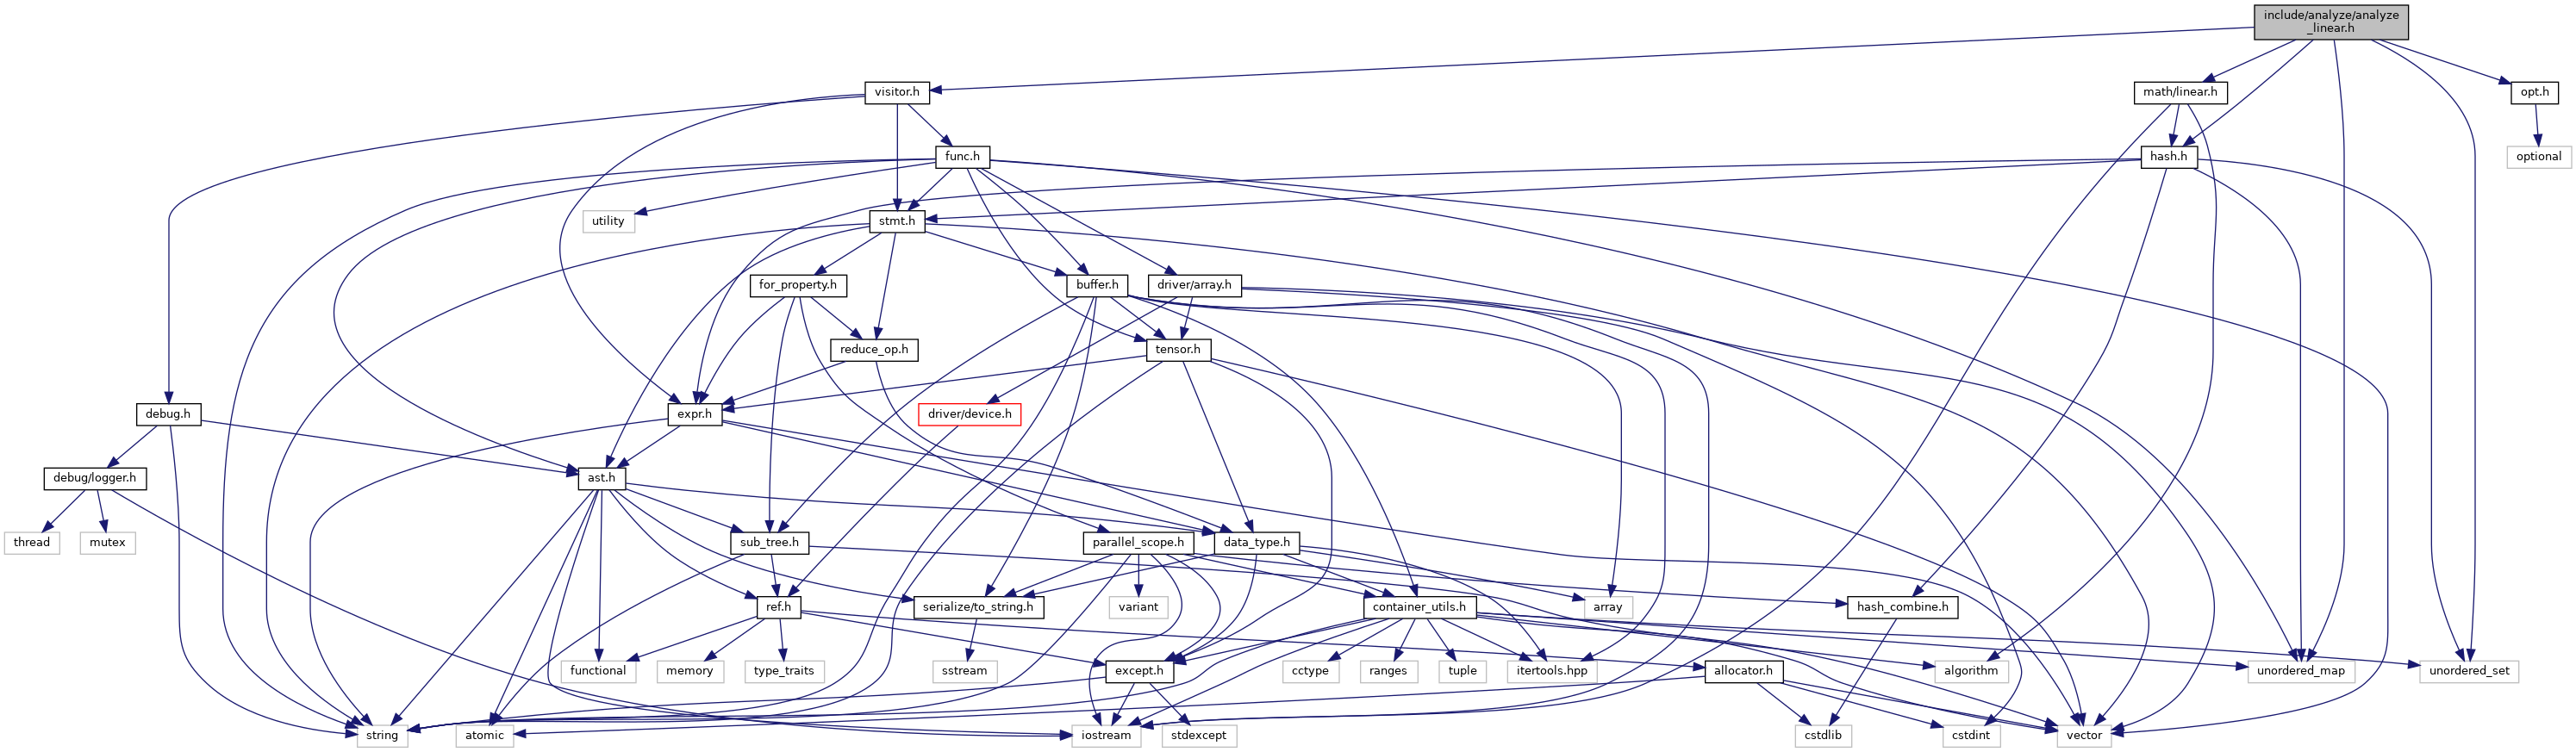 include/analyze/analyze
_linear.h
visitor.h
math/linear.h
opt.h
func.h
hash.h
optional
utility
stmt.h
for_property.h
buffer.h
driver/array.h
reduce_op.h
tensor.h
debug.h
expr.h
driver/device.h
debug/logger.h
ast.h
thread
mutex
sub_tree.h
parallel_scope.h
data_type.h
ref.h
serialize/to_string.h
variant
container_utils.h
array
hash_combine.h
functional
memory
type_traits
sstream
except.h
cctype
ranges
tuple
itertools.hpp
allocator.h
algorithm
unordered_map
unordered_set
string
atomic
iostream
stdexcept
cstdlib
cstdint
vector